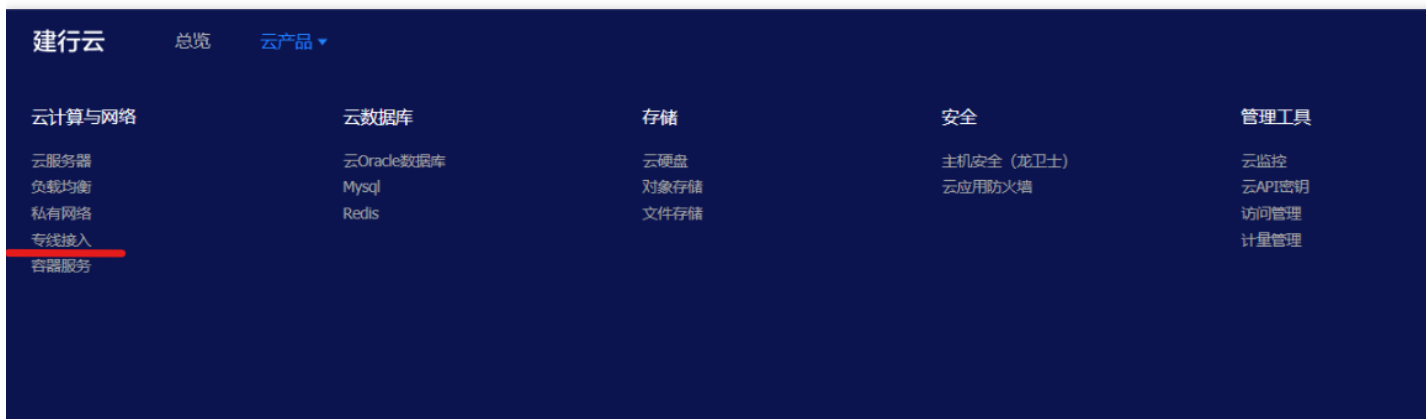 建行云 总览 云产品
云计算与网络
云服务器
负载均衡
私有网络
专线接入
容器服务
云数据库
云Oracle数据库
Mysql
Redis
存储
云硬盘
对象存储
文件存储
安全
主机安全（龙卫士）
云应用防火墙
管理工具
云监控
云API密钥
访问管理
计量管理